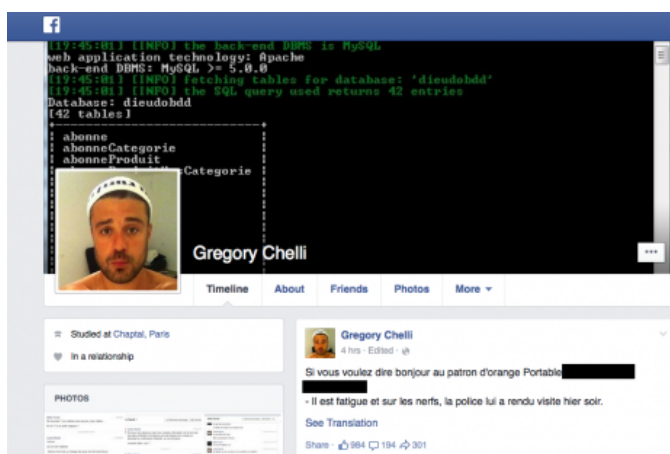 [19:45:01] [INFO] the back-end DBMS is MySQL
web application technology: Apache
back-end DBMS: MySQL >= 5.0.0
[19:45:01] [INFO] fetching tables for database: 'dieudobdd'
[19:45:01] [INFO] the SQL query used returns 42 entries
Database: dieudobdd
[42 tables]
abonne
abonneCategorie
abonneProduit
Categorie
Gregory Chelli
Timeline
About
Friends
Photos
More
Studied at Chaptal, Paris
In a relationship
PHOTOS
Gregory Chelli
4 hrs · Edited ·
Si vous voulez dire bonjour au patron d'orange Portable
- Il est fatigue et sur les nerfs, la police lui a rendu visite hier soir.
See Translation
Share · 984 194 301